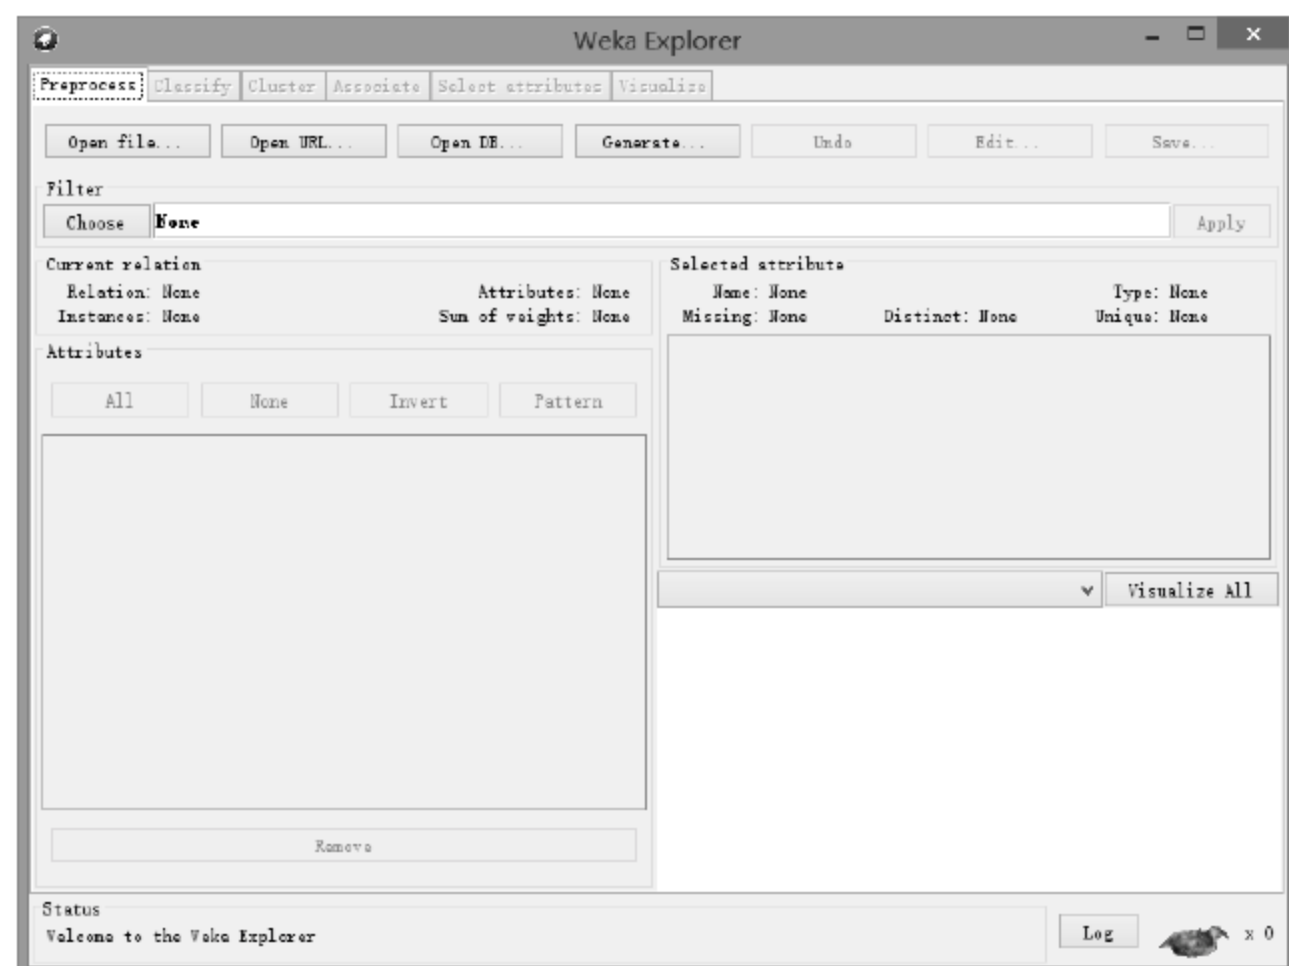 Weka Explorer
Preprocess Classify Cluster Associate Select attributes Visualize
Open file... Open URL... Open DB... Generate... Undo Edit... Save...
Filter
Choose None Apply
Current relation
Relation: None Attributes: None
Instances: None Sum of weights: None
Selected attribute
Name: None Type: None
Missing: None Distinct: None Unique: None
Attributes
All None Invert Pattern
Visualize All
Remove
Status
Welcome to the Weka Explorer
Log x 0